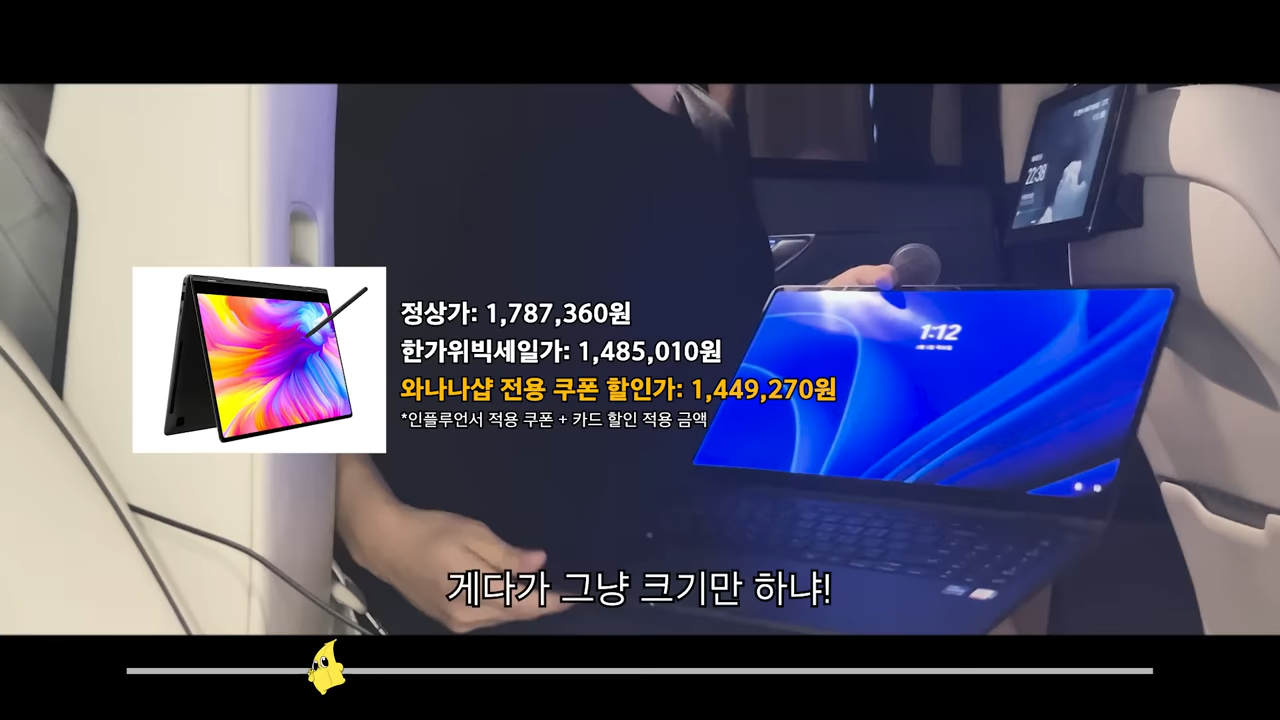 22:38
정상가: 1,787,360원
한가위빅세일가: 1,485,010원
와나나샵 전용 쿠폰 할인가: 1,449,270원
*인플루언서 적용 쿠폰 + 카드 할인 적용 금액
1:12
게다가 그냥 크기만 하냐!